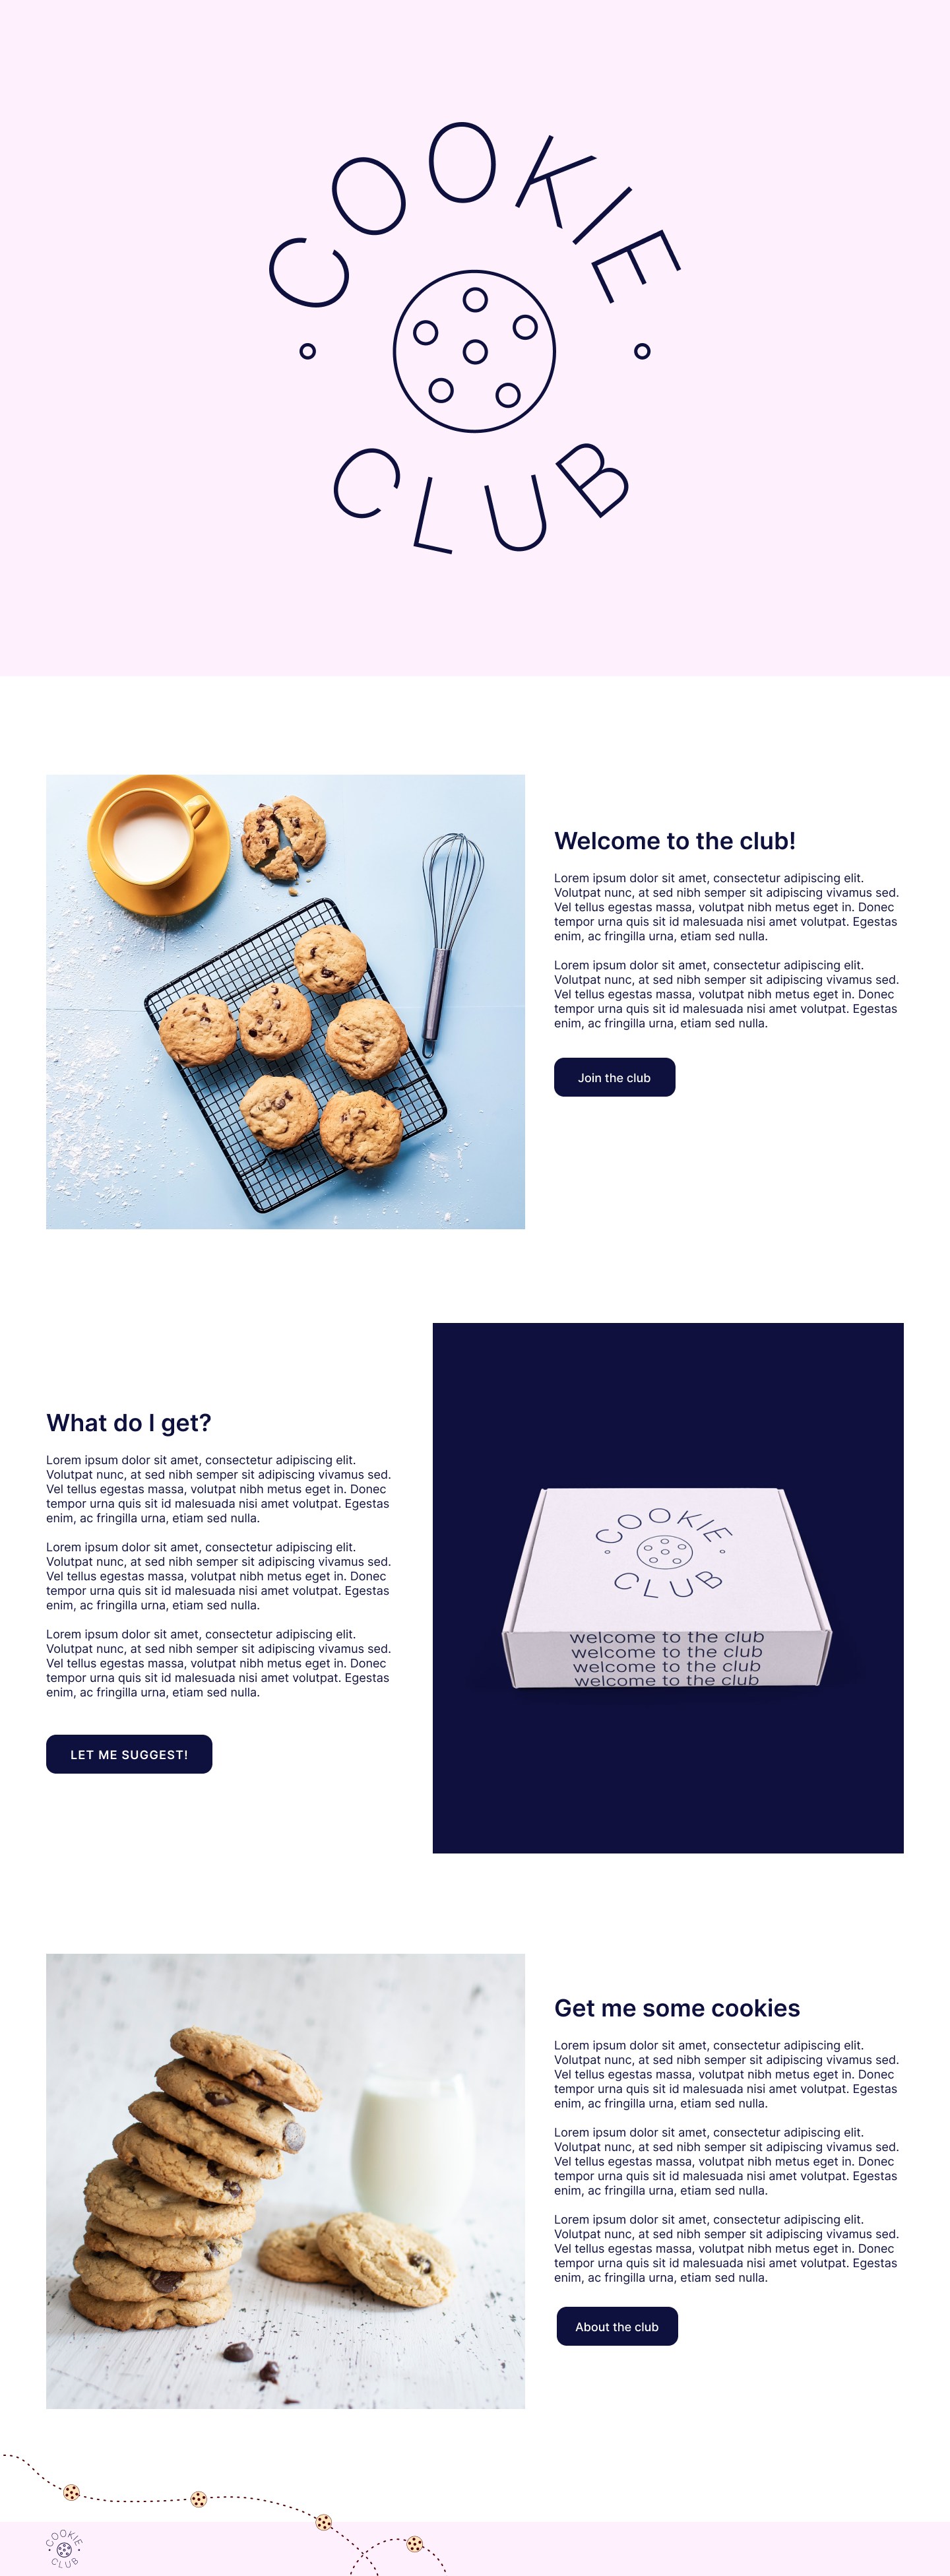 COOKIE
CLUB
Welcome to the club!
Lorem ipsum dolor sit amet, consectetur adipiscing elit.
Volutpat nunc, at sed nibh semper sit adipiscing vivamus sed.
Vel tellus egestas massa, volutpat nibh metus eget in. Donec
tempor urna quis sit id malesuada nisi amet volutpat. Egestas
enim, ac fringilla urna, etiam sed nulla.
Lorem ipsum dolor sit amet, consectetur adipiscing elit.
Volutpat nunc, at sed nibh semper sit adipiscing vivamus sed.
Vel tellus egestas massa, volutpat nibh metus eget in. Donec
tempor urna quis sit id malesuada nisi amet volutpat. Egestas
enim, ac fringilla urna, etiam sed nulla.
Join the club
What do I get?
Lorem ipsum dolor sit amet, consectetur adipiscing elit.
Volutpat nunc, at sed nibh semper sit adipiscing vivamus sed.
Vel tellus egestas massa, volutpat nibh metus eget in. Donec
tempor urna quis sit id malesuada nisi amet volutpat. Egestas
enim, ac fringilla urna, etiam sed nulla.
Lorem ipsum dolor sit amet, consectetur adipiscing elit.
Volutpat nunc, at sed nibh semper sit adipiscing vivamus sed.
Vel tellus egestas massa, volutpat nibh metus eget in. Donec
tempor urna quis sit id malesuada nisi amet volutpat. Egestas
enim, ac fringilla urna, etiam sed nulla.
Lorem ipsum dolor sit amet, consectetur adipiscing elit.
Volutpat nunc, at sed nibh semper sit adipiscing vivamus sed.
Vel tellus egestas massa, volutpat nibh metus eget in. Donec
tempor urna quis sit id malesuada nisi amet volutpat. Egestas
enim, ac fringilla urna, etiam sed nulla.
LET ME SUGGEST!
COOKIE
CLUB
welcome to the club
welcome to the club
welcome to the club
welcome to the club
Get me some cookies
Lorem ipsum dolor sit amet, consectetur adipiscing elit.
Volutpat nunc, at sed nibh semper sit adipiscing vivamus sed.
Vel tellus egestas massa, volutpat nibh metus eget in. Donec
tempor urna quis sit id malesuada nisi amet volutpat. Egestas
enim, ac fringilla urna, etiam sed nulla.
Lorem ipsum dolor sit amet, consectetur adipiscing elit.
Volutpat nunc, at sed nibh semper sit adipiscing vivamus sed.
Vel tellus egestas massa, volutpat nibh metus eget in. Donec
tempor urna quis sit id malesuada nisi amet volutpat. Egestas
enim, ac fringilla urna, etiam sed nulla.
Lorem ipsum dolor sit amet, consectetur adipiscing elit.
Volutpat nunc, at sed nibh semper sit adipiscing vivamus sed.
Vel tellus egestas massa, volutpat nibh metus eget in. Donec
tempor urna quis sit id malesuada nisi amet volutpat. Egestas
enim, ac fringilla urna, etiam sed nulla.
About the club
COOKIE
CLUB